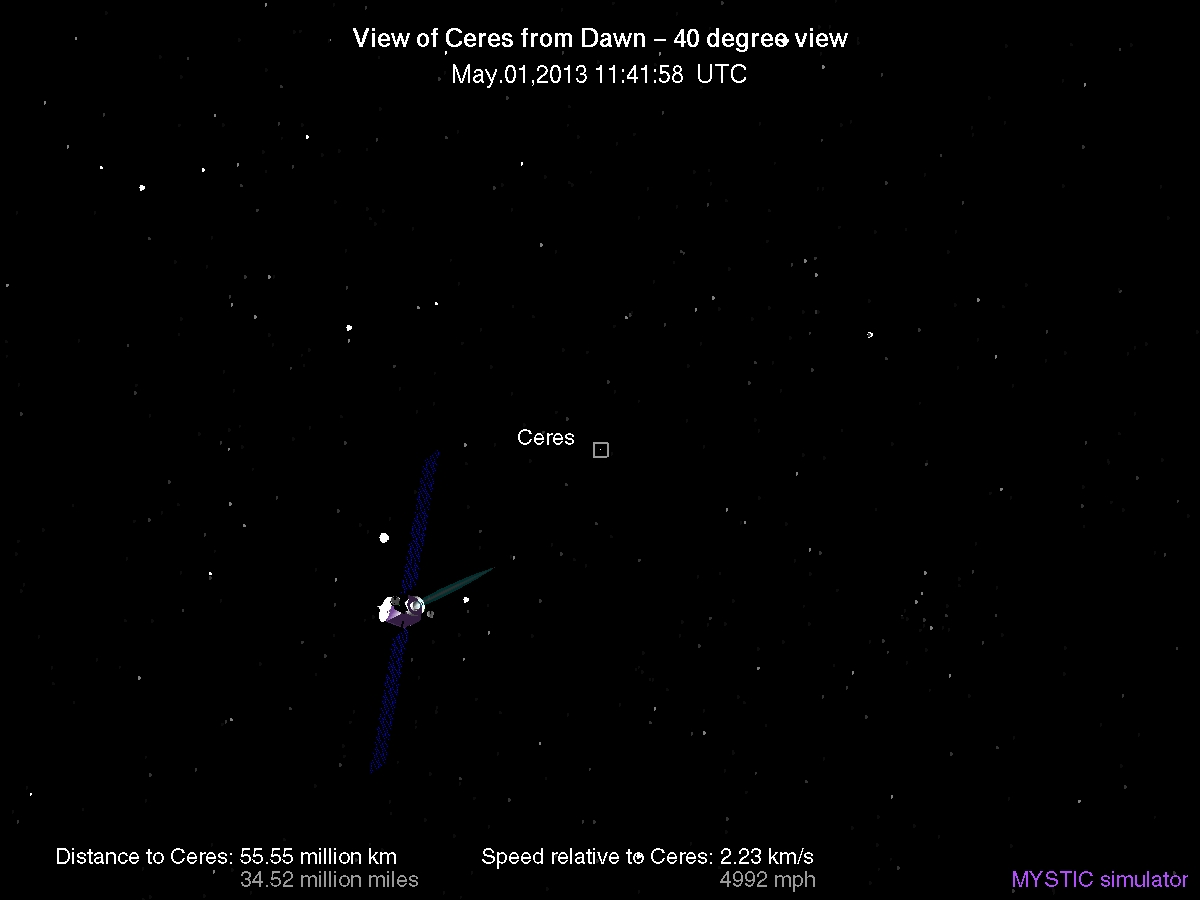 View of Ceres from Dawn – 40 degree view
May.01,2013 11:41:58 UTC
Ceres
Distance to Ceres: 55.55 million km
34.52 million miles
Speed relative to Ceres: 2.23 km/s
4992 mph
MYSTIC simulator